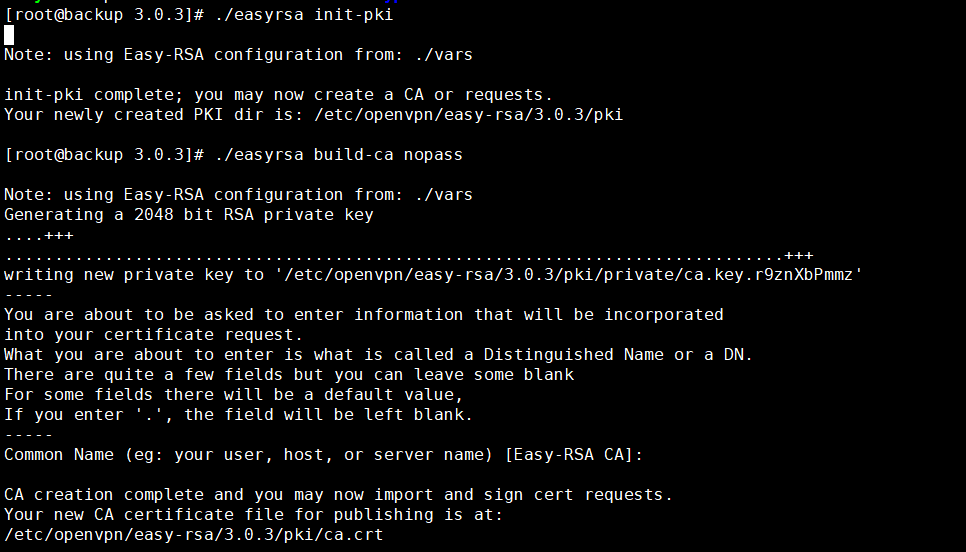 [root@backup 3.0.3]# ./easyrsa init-pki
Note: using Easy-RSA configuration from: ./vars
init-pki complete; you may now create a CA or requests.
Your newly created PKI dir is: /etc/openvpn/easy-rsa/3.0.3/pki
[root@backup 3.0.3]# ./easyrsa build-ca nopass
Note: using Easy-RSA configuration from: ./vars
Generating a 2048 bit RSA private key
....+++
..............................................................................+++
writing new private key to '/etc/openvpn/easy-rsa/3.0.3/pki/private/ca.key.r9znXbPmmz'
-----
You are about to be asked to enter information that will be incorporated
into your certificate request.
What you are about to enter is what is called a Distinguished Name or a DN.
There are quite a few fields but you can leave some blank
For some fields there will be a default value,
If you enter '.', the field will be left blank.
-----
Common Name (eg: your user, host, or server name) [Easy-RSA CA]:
CA creation complete and you may now import and sign cert requests.
Your new CA certificate file for publishing is at:
/etc/openvpn/easy-rsa/3.0.3/pki/ca.crt